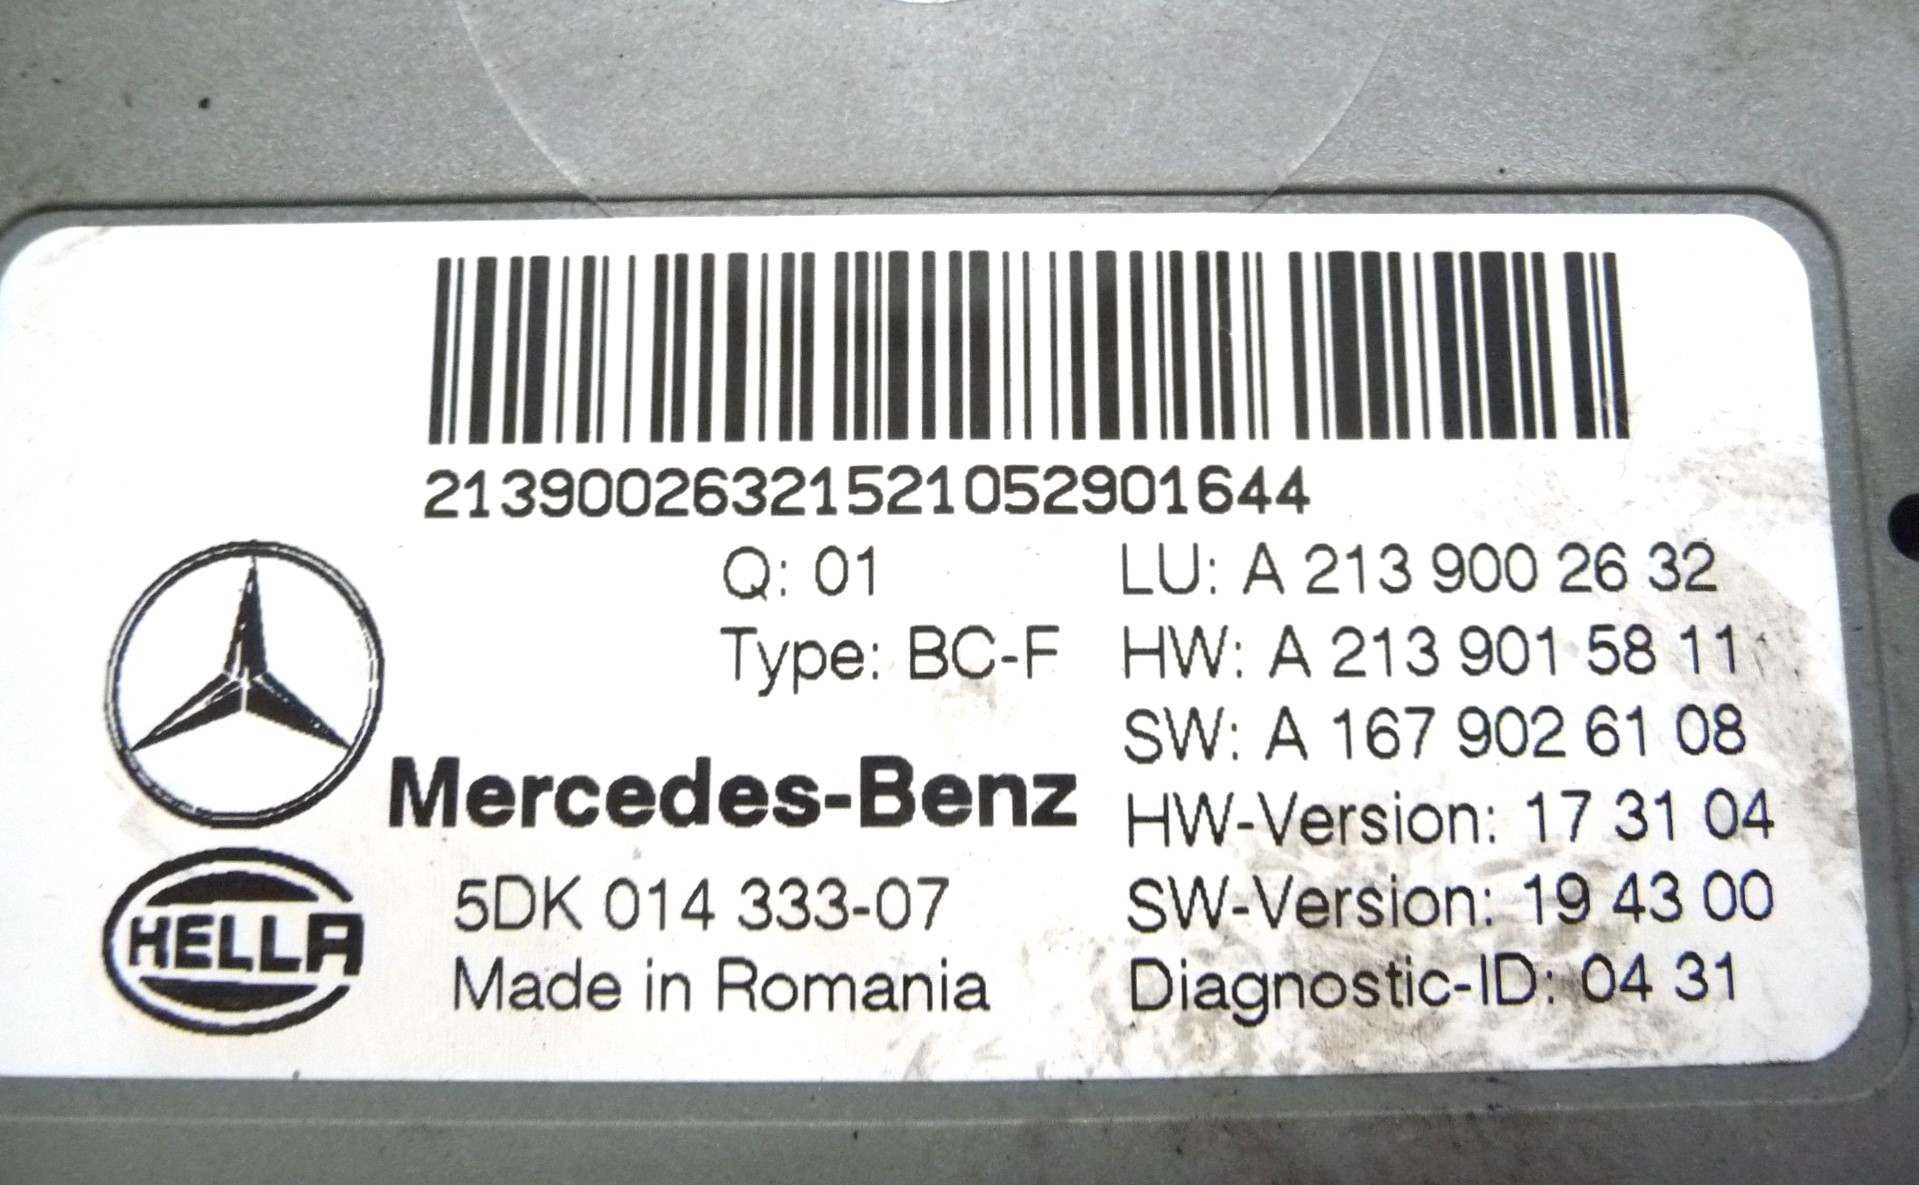 21390026321521052901644
Q: 01
LU: A 213 900 26 32
Type: BC-F
HW: A 213 901 58 11
SW: A 167 902 61 08
Mercedes-Benz
HW-Version: 17 31 04
HELLA
5DK 014 333-07
SW-Version: 19 43 00
Made in Romania
Diagnostic-ID: 04 31